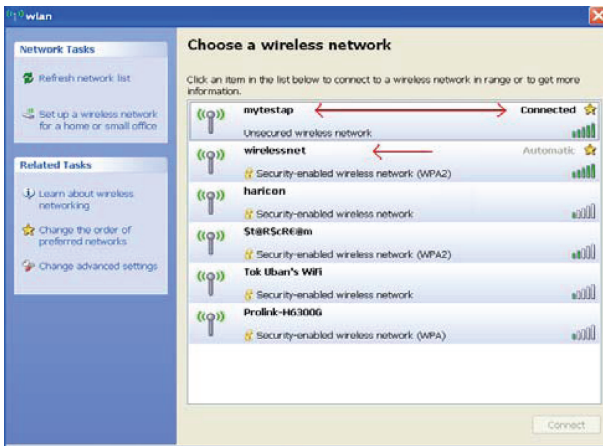 wlan
Network Tasks
Refresh network list
Set up a wireless network
for a home or small office
Related Tasks
Learn about wireless
networking
Change the order of
preferred networks
Change advanced settings
Choose a wireless network
Click an item in the list below to connect to a wireless network in range or to get more
information.
mytestap Connected
Unsecured wireless network
wirelessnet Automatic
Security-enabled wireless network (WPA2)
haricon
Security-enabled wireless network
$t@R$cR€@m
Security-enabled wireless network (WPA2)
Tok Uban's WiFi
Security-enabled wireless network
Prolink-H6300G
Security-enabled wireless network (WPA)
Connect